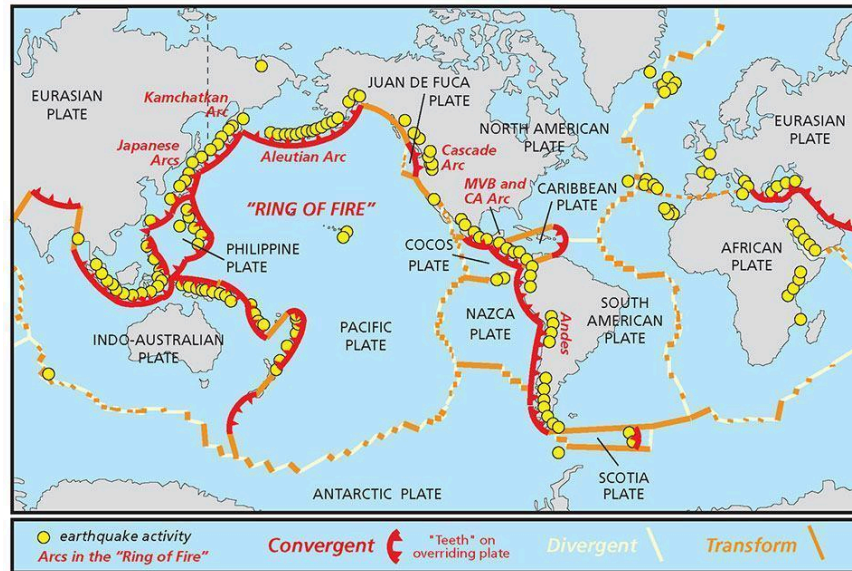 EURASIAN
PLATE
Kamchatkan
Arc
Japanese
Arcs
Aleutian Arc
JUAN DE FUCA
PLATE
NORTH AMERICAN
PLATE
Cascade
Arc
MVB and
CA Arc
CARIBBEAN
PLATE
EURASIAN
PLATE
"RING OF FIRE"
PHILIPPINE
PLATE
COCOS
PLATE
AFRICAN
PLATE
INDO-AUSTRALIAN
PLATE
PACIFIC
PLATE
NAZCA
PLATE
Andes
SOUTH
AMERICAN
PLATE
SCOTIA
PLATE
ANTARCTIC PLATE
earthquake activity
Arcs in the "Ring of Fire"
Convergent
"Teeth" on
overriding plate
Divergent
Transform